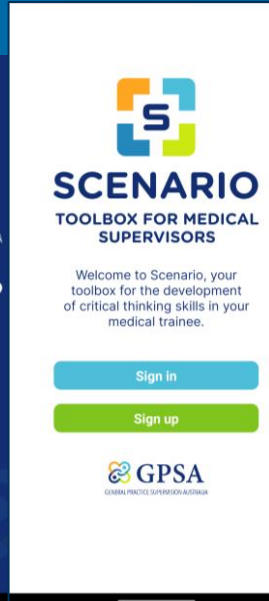 S
SCENARIO
TOOLBOX FOR MEDICAL
SUPERVISORS
Welcome to Scenario, your
toolbox for the development
of critical thinking skills in your
medical trainee.
Sign in
Sign up
GPSA
GENERAL PRACTICE SUPERVISION AUSTRALIA